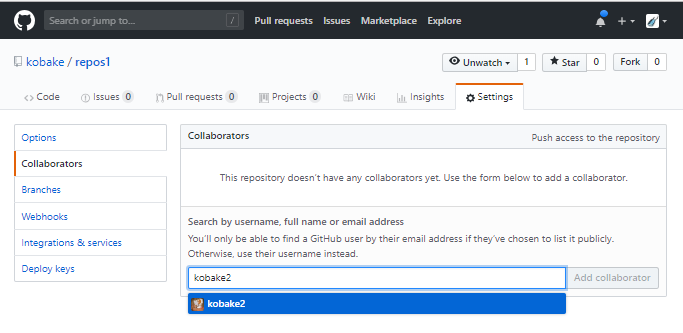 Search or jump to...
/
Pull requests Issues Marketplace Explore
kobake / repos1
Unwatch 1 Star 0 Fork 0
Code Issues 0 Pull requests 0 Projects 0 Wiki Insights Settings
Options
Collaborators
Branches
Webhooks
Integrations & services
Deploy keys
Collaborators
Push access to the repository
This repository doesn't have any collaborators yet. Use the form below to add a collaborator.
Search by username, full name or email address
You'll only be able to find a GitHub user by their email address if they've chosen to list it publicly.
Otherwise, use their username instead.
kobake2
Add collaborator
kobake2